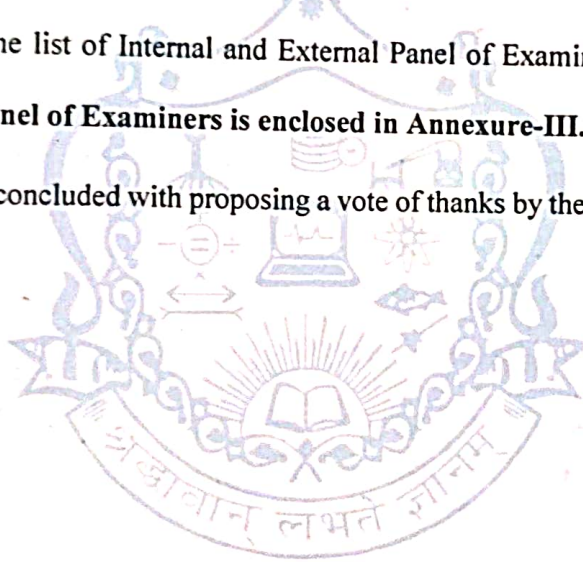 he list of Internal and External Panel of Exami
nel of Examiners is enclosed in Annexure-III.
concluded with proposing a vote of thanks by the
श्रद्धावान् लभते ज्ञानम्